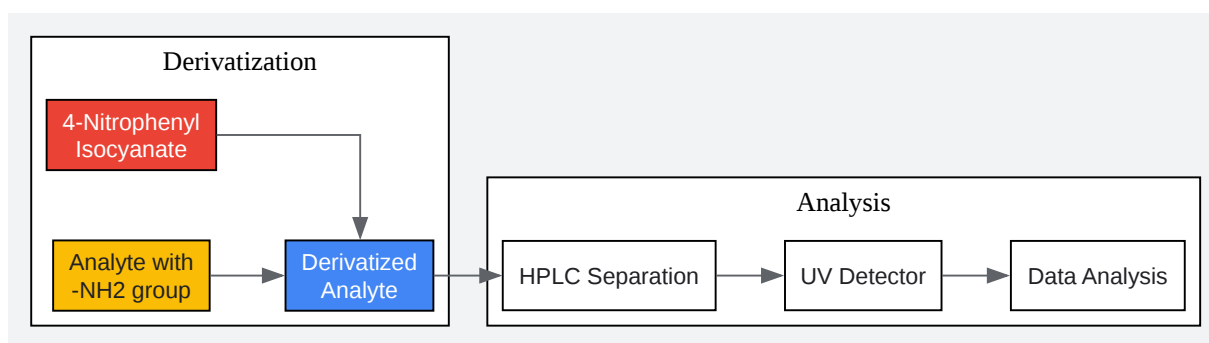 Derivatization
4-Nitrophenyl
Isocyanate
Analyte with
-NH2 group
Derivatized
Analyte
Analysis
HPLC Separation
UV Detector
Data Analysis